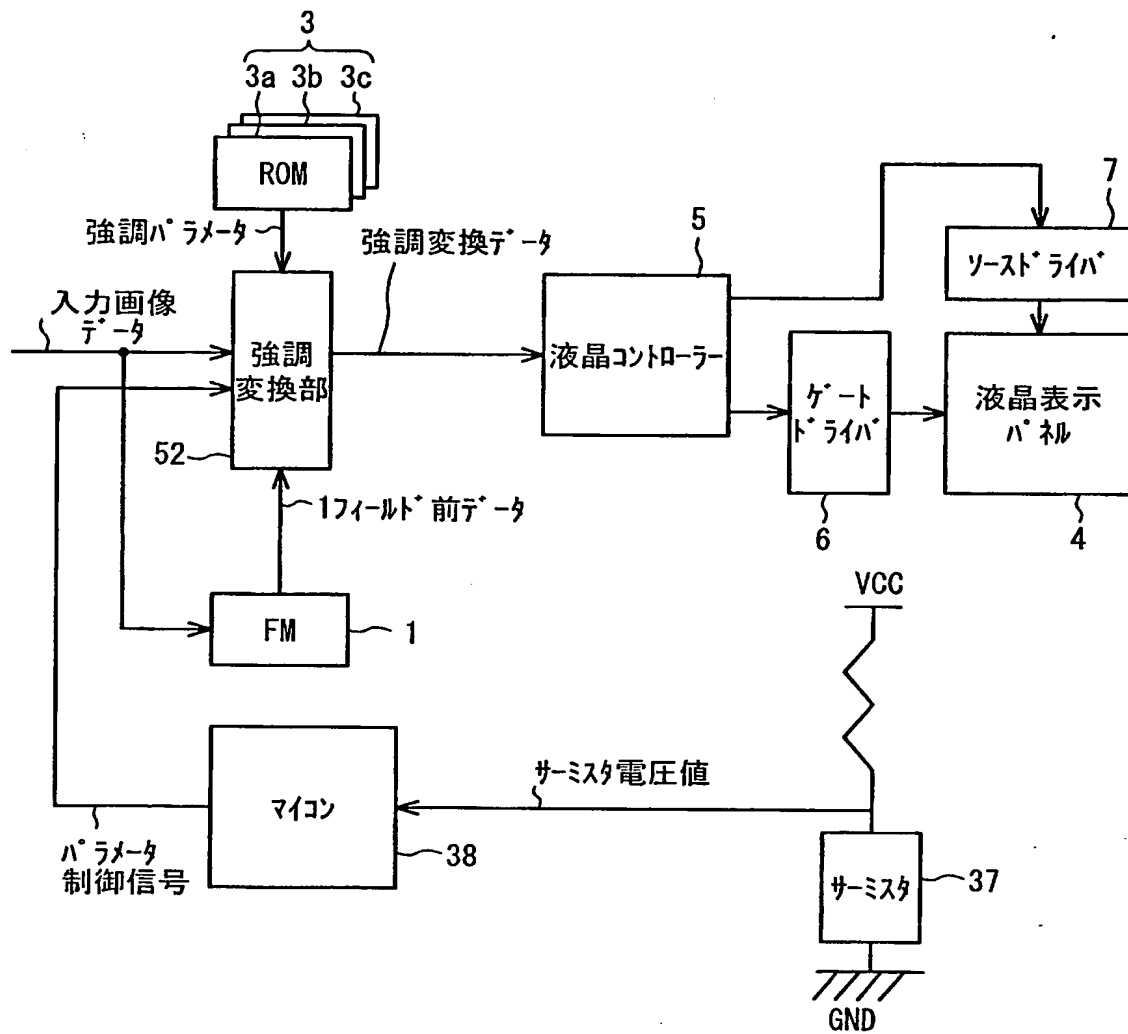 3
3a 3b 3c
ROM
強調パラメータ
強調変換データ
5
7
ソースドライバ
入力画像
データ
強調
変換部
52
液晶コントローラー
ゲート
ドライバ
6
液晶表示
パネル
4
1フィールド前データ
FM
1
VCC
サーミスタ電圧値
マイコン
38
パラメータ
制御信号
サーミスタ
37
GND